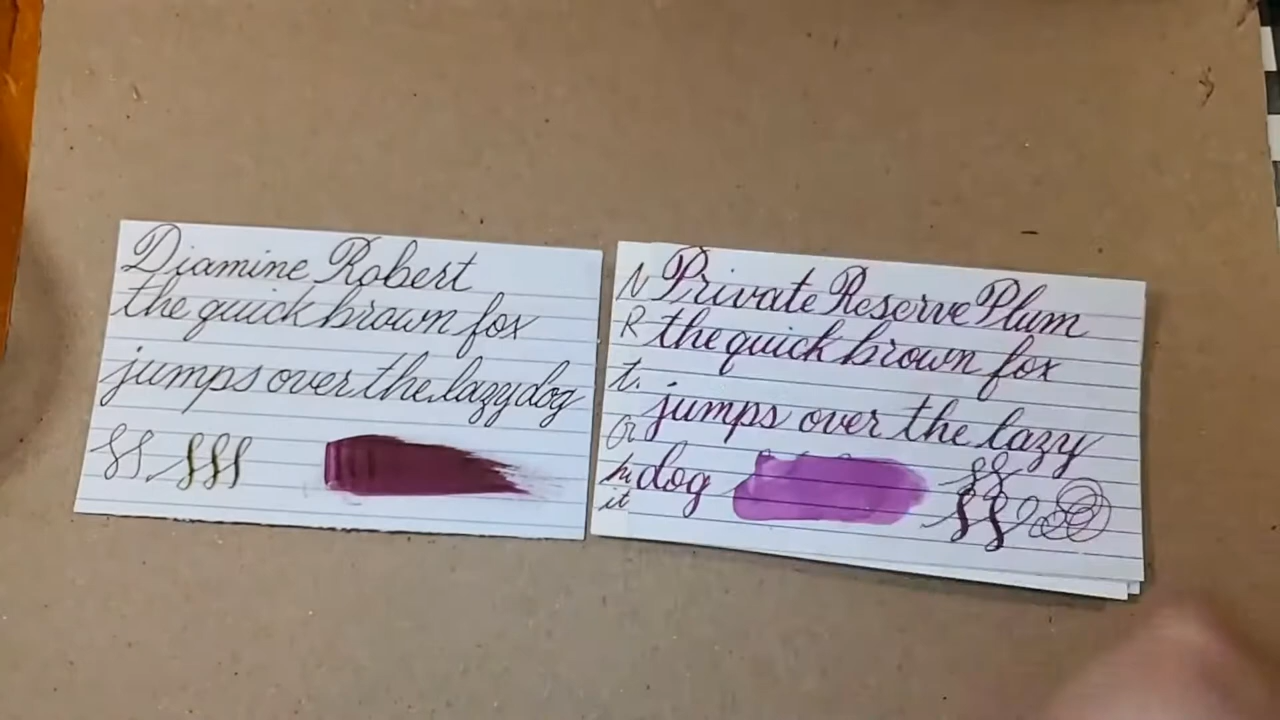 Diamine Robert
the quick brown fox
jumps over the lazy dog
Private Reserve Plum
the quick brown fox
jumps over the lazy
dog
N
R
t.
it